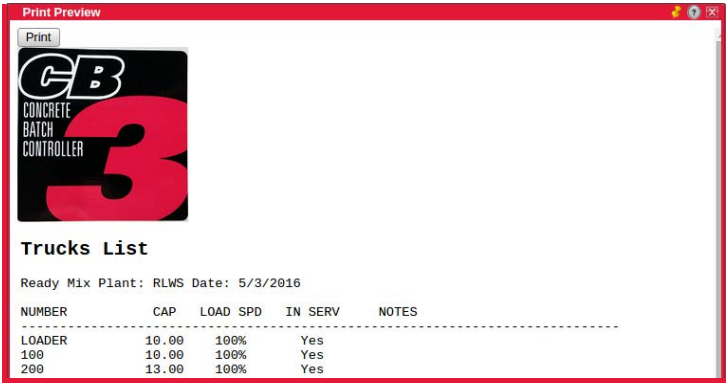 Print Preview
Print
CB
CONCRETE
BATCH
CONTROLLER
3
Trucks List
Ready Mix Plant: RLWS Date: 5/3/2016
NUMBER CAP LOAD SPD IN SERV NOTES
--------------------------------------------------------------------------------
LOADER 10.00 100% Yes
100 10.00 100% Yes
200 13.00 100% Yes